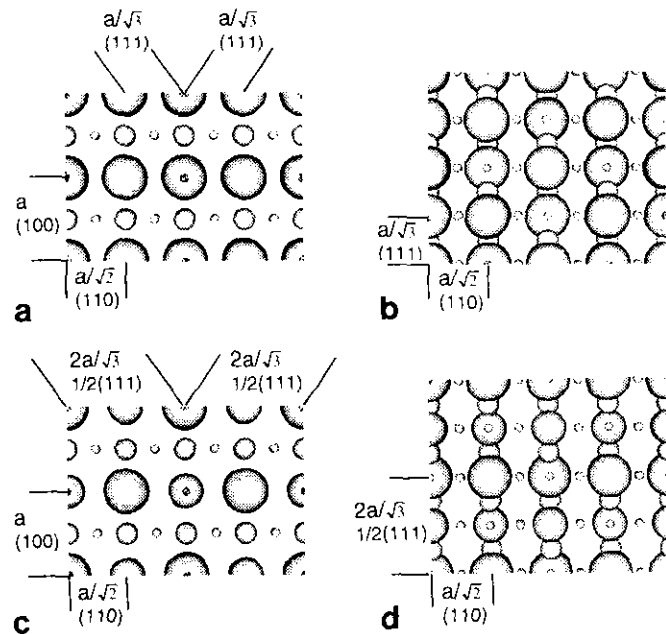 a/√3
(111)
a/√3
(111)
a
(100)
a/√2
(110)
a
a/√3
(111)
a/√2
(110)
b
2a/√3
1/2(111)
2a/√3
1/2(111)
a
(100)
a/√2
(110)
c
2a/√3
1/2(111)
a/√2
(110)
d